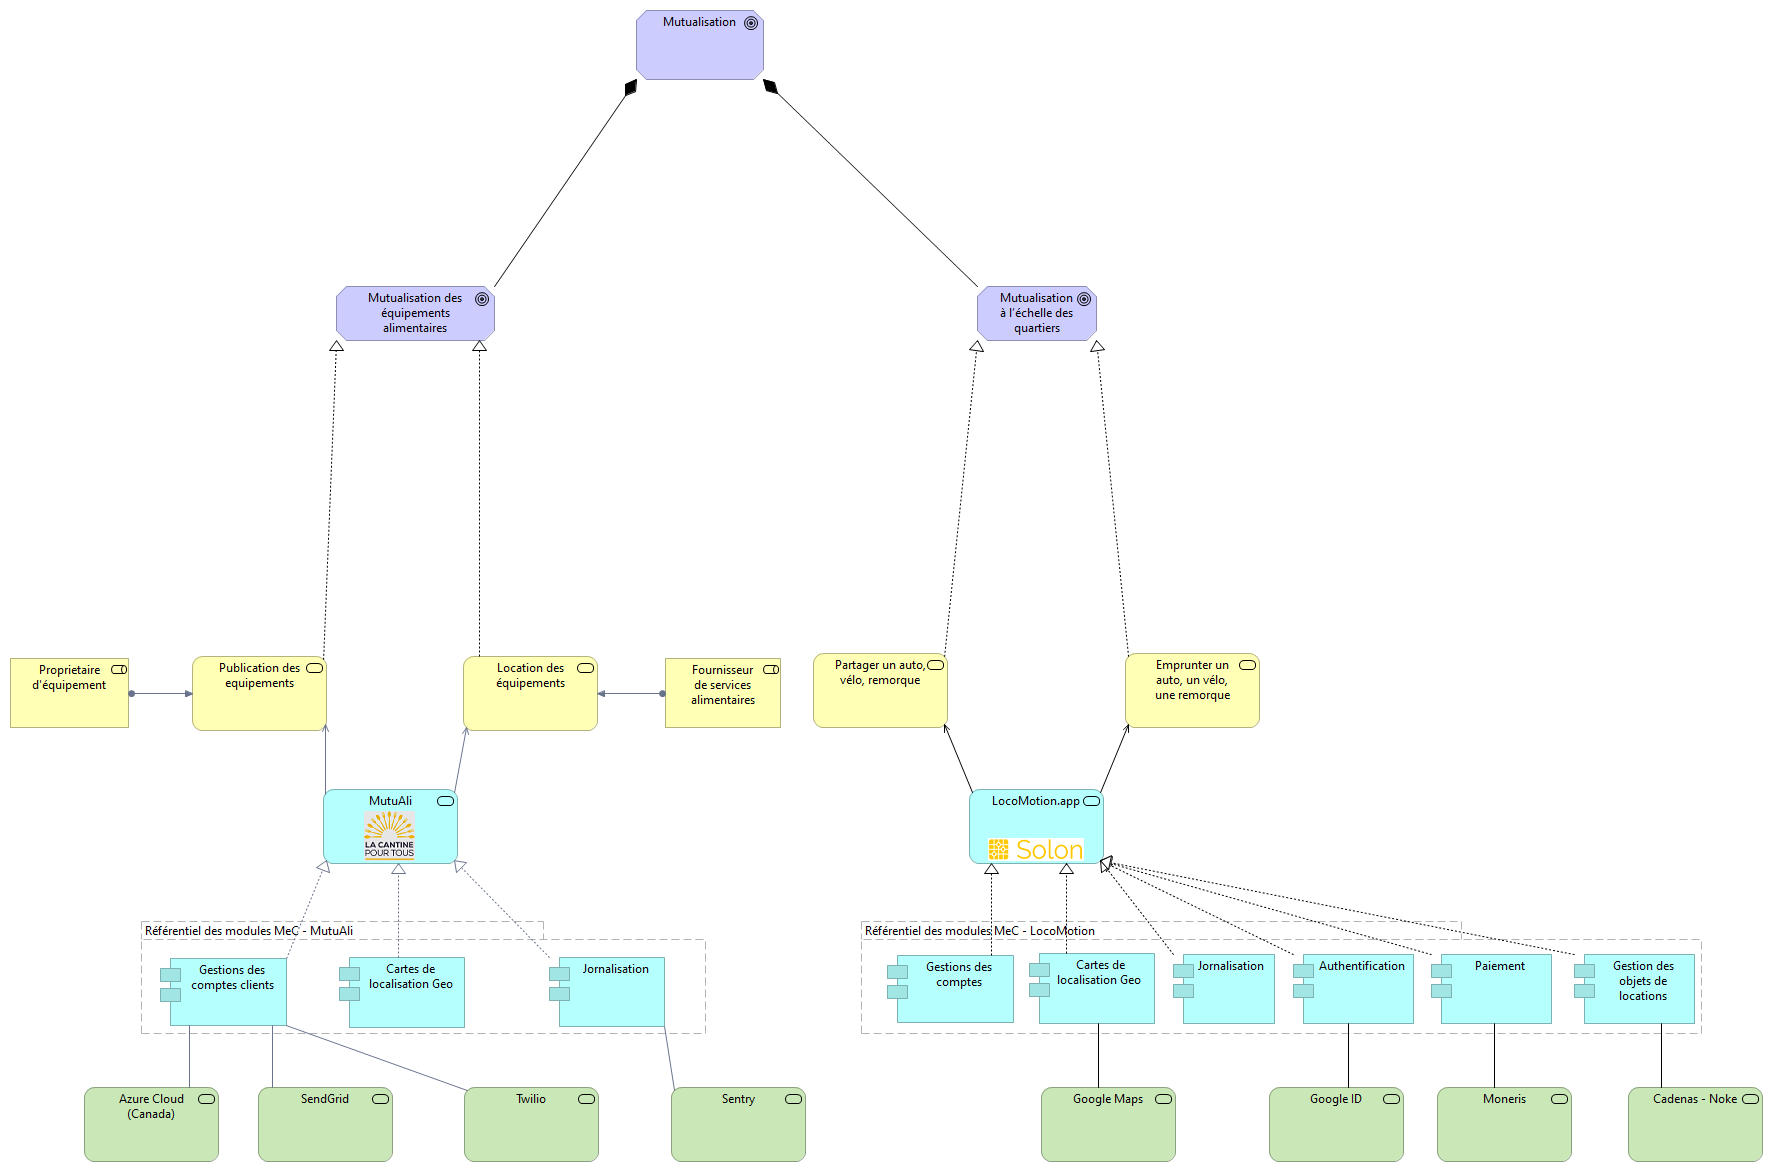 Mutualisation
Mutualisation des
équipements
alimentaires
Mutualisation
à l'échelle des
quartiers
Proprietaire
d'équipement
Publication des
equipements
Location des
équipements
Fournisseur
de services
alimentaires
Partager un auto,
vélo, remorque
Emprunter un
auto, un vélo,
une remorque
MutuAli
LA CANTINE
POUR TOUS
LocoMotion.app
Solon
Référentiel des modules MeC - MutuAli
Gestions des
comptes clients
Cartes de
localisation Geo
Jornalisation
Référentiel des modules MeC - LocoMotion
Gestions des
comptes
Cartes de
localisation Geo
Jornalisation
Authentification
Paiement
Gestion des
objets de
locations
Azure Cloud
(Canada)
SendGrid
Twilio
Sentry
Google Maps
Google ID
Moneris
Cadenas - Noke